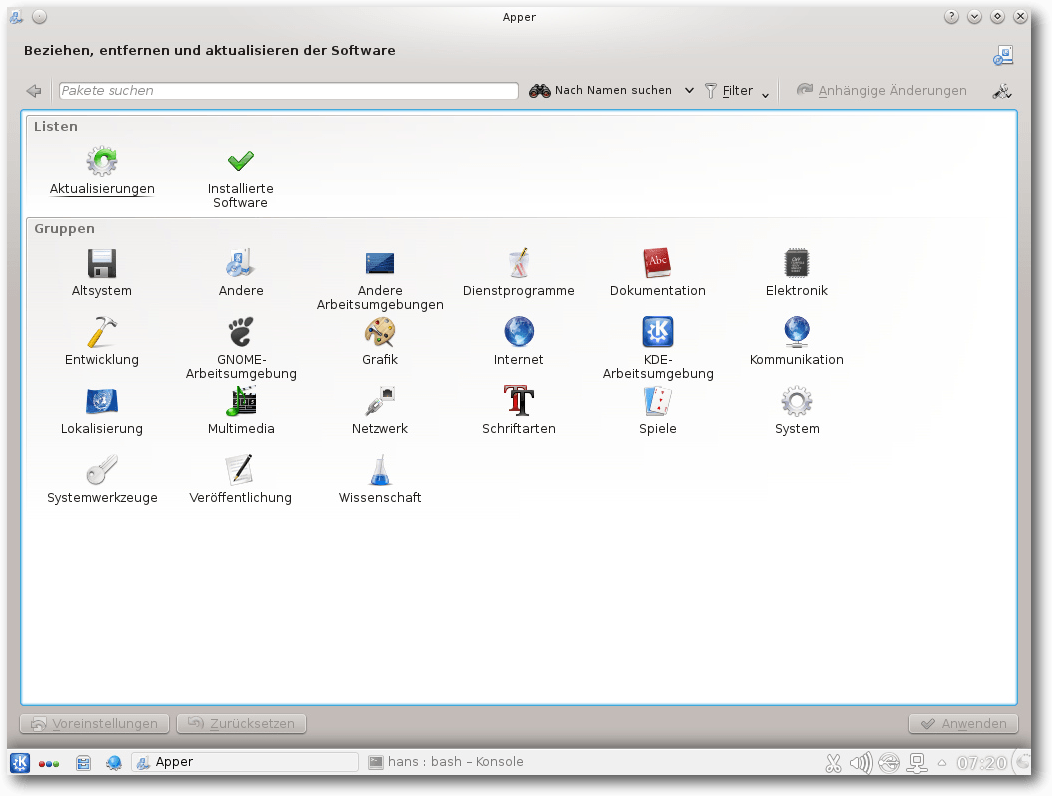 Apper
Beziehen, entfernen und aktualisieren der Software
Pakete suchen
Nach Namen suchen
Filter
Anhängige Änderungen
Listen
Aktualisierungen
Installierte
Software
Gruppen
Altsystem
Andere
Andere
Arbeitsumgebungen
Dienstprogramme
Abc
Dokumentation
Elektronik
Entwicklung
GNOME-
Arbeitsumgebung
Grafik
Internet
KDE-
Arbeitsumgebung
Kommunikation
Lokalisierung
Multimedia
Netzwerk
Schriftarten
Spiele
System
Systemwerkzeuge
Veröffentlichung
Wissenschaft
Voreinstellungen
Zurücksetzen
Anwenden
Apper
hans : bash – Konsole
07:20